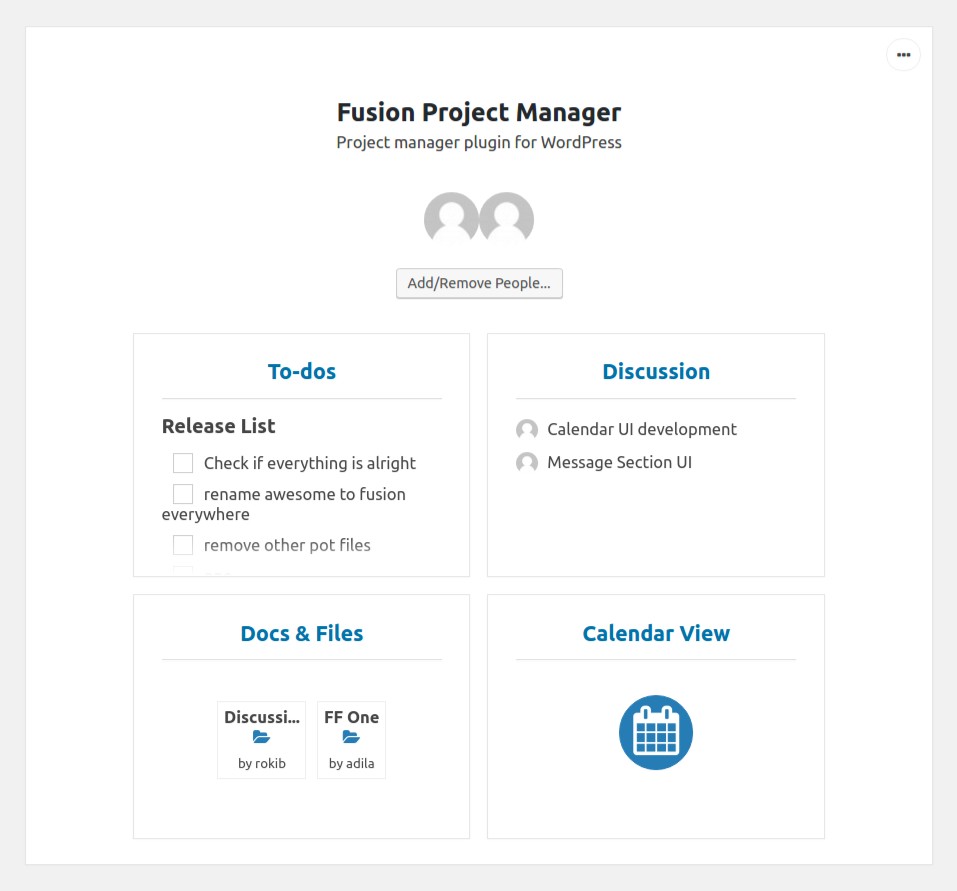 Fusion Project Manager
Project manager plugin for WordPress
Add/Remove People...
To-dos
Release List
Check if everything is alright
rename awesome to fusion
everywhere
remove other pot files
Discussion
Calendar UI development
Message Section UI
Docs & Files
Discussi...
by rokib
FF One
by adila
Calendar View